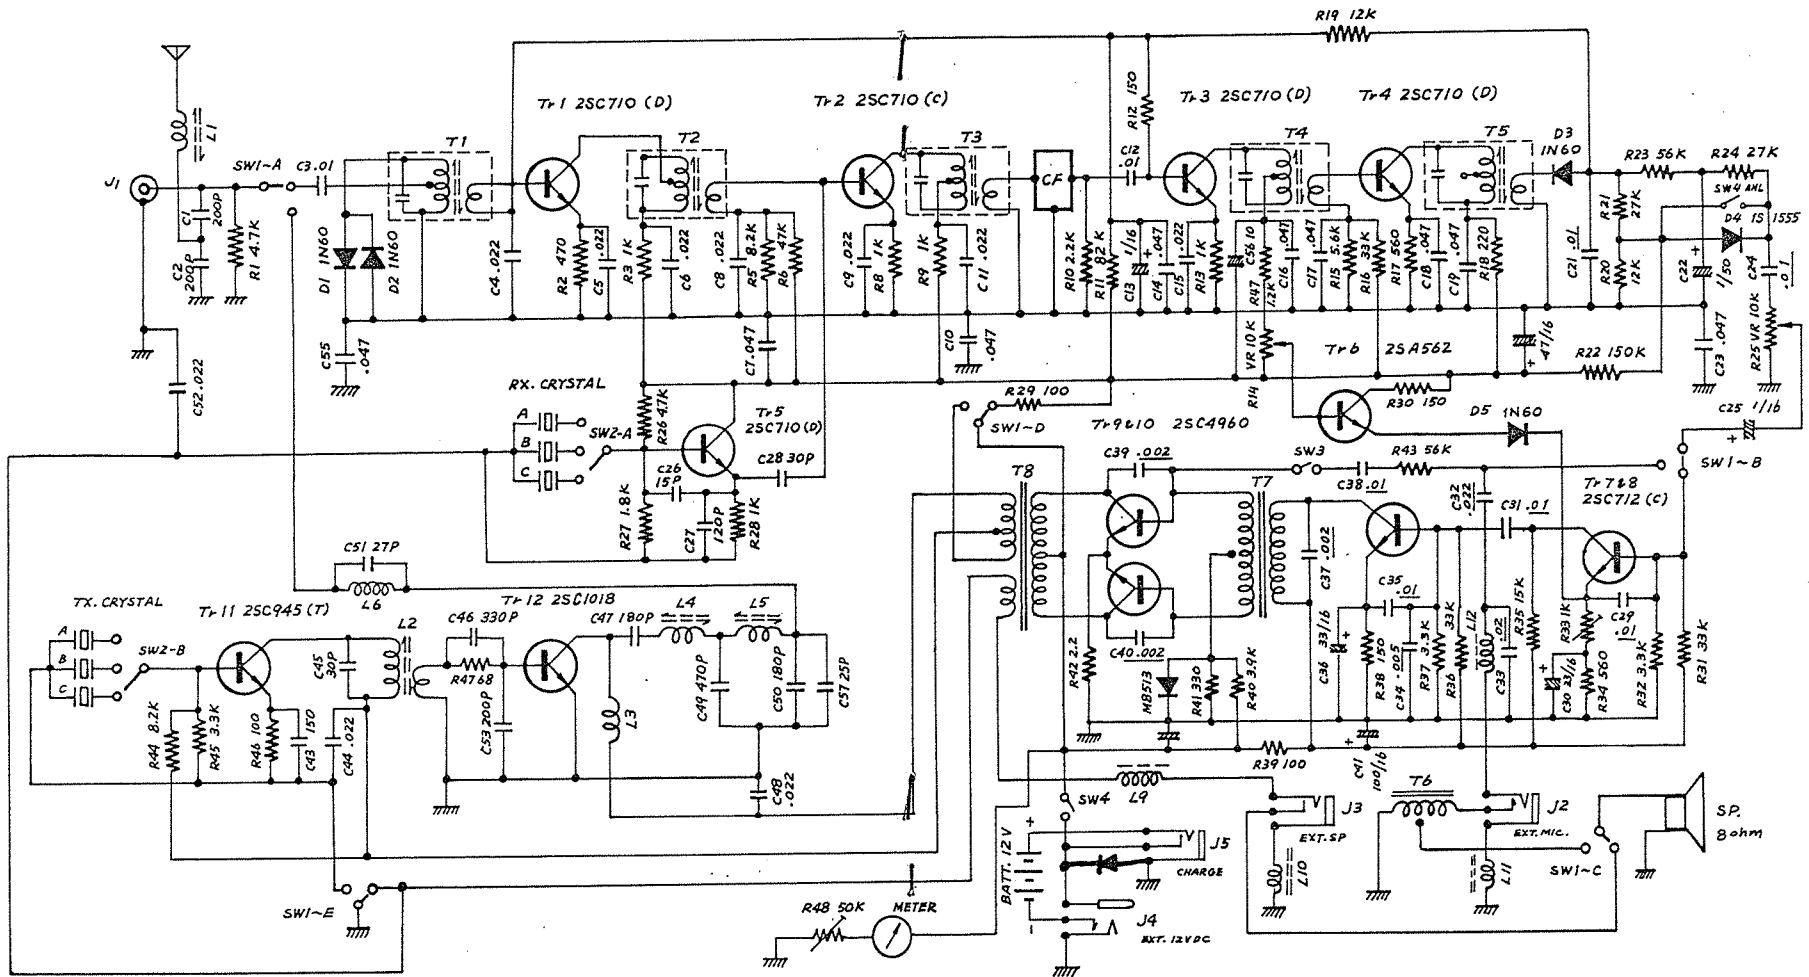 R19 12K
Tr1 2SC710 (D)
Tr2 2SC710 (C)
R12 150
Tr3 2SC710 (D)
Tr4 2SC710 (D)
L1
T1
T2
T3
T4
T5
D3
1N60
R23 56K
R24 27K
SW4 ANL
D4 1S 1555
J1
SW1~A
C3 .01
C12
.01
CF
R21
27K
C1
200P
C2
200P
R1 4.7K
D1 1N60
D2 1N60
C4 .022
R2 470
C5 .022
R3 1K
C6 .022
C8 .022
R5 8.2K
R6 47K
C9 .022
R8 1K
R9 1K
C11 .022
R10 2.2K
R11 82K
C13 1/16
+
C14 .047
C15 .022
R13 1K
C56 10
R47
12K
C16 .047
C17 .047
R15 5.6K
R16 33K
R17 560
C18 .047
C19 .047
R18 220
C21 .01
R20
12K
C22
+
1/50
C24
.01
C55
.047
C7 .047
C10
.047
R14 VR 10K
Tr6 2SA562
47/16
+
R22 150K
C23 .047
R25 VR 10K
C52 .022
RX. CRYSTAL
A
B
C
SW2-A
R26 4.7K
Tr5
2SC710 (D)
C28 30P
C26
15P
R27 1.8K
C27
120P
R28 1K
R29 100
SW1~D
R30 150
D5 1N60
C25 1/16
+
SW1~B
Tr9&10 2SC4960
C39 .002
SW3
C38 .01
R43 56K
C32
.022
Tr7&8
2SC712 (C)
C31 .01
T8
T7
C37 .002
C40 .002
R42 2.2
MB513
R41 330
R40 3.9K
C36 33/16
+
R38 150
C35
.01
C34 .005
R37 3.3K
R36 33K
L12
C33 .02
R35 15K
R33 1K
C29
.01
C30 33/16
+
R34 560
R32 3.3K
R31 33K
C51 27P
L6
TX. CRYSTAL
A
B
C
SW2-B
Tr11 2SC945 (T)
Tr12 2SC1018
C46 330P
C47 180P
L4
L5
L2
C45
30P
R47 68
C53 200P
L3
C49 470P
C50 180P
C57 25P
R44 8.2K
R45 3.3K
R46 100
C43 150
C44 .022
C48
.022
R39 100
C41
100/16
+
L9
SW4
+
BATT. 12V
-
J5
CHARGE
J4
EXT. 12VDC
J3
EXT. SP
L10
T6
J2
EXT. MIC.
L11
SW1~C
SP.
8ohm
SW1~E
R48 50K
METER